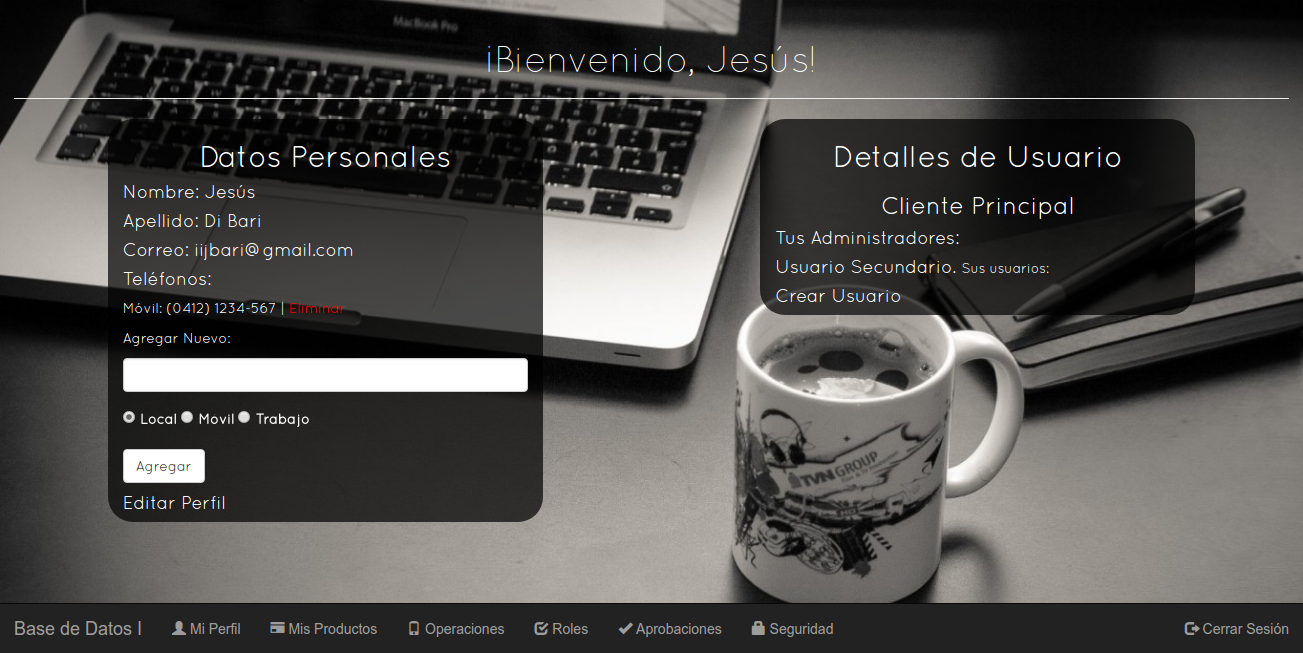 MacBook Pro
¡Bienvenido, Jesús!
Datos Personales
Nombre: Jesús
Apellido: Di Bari
Correo: iijbari@gmail.com
Teléfonos:
Móvil: (0412) 1234-567 | Eliminar
Agregar Nuevo:
Local Movil Trabajo
Agregar
Editar Perfil
Detalles de Usuario
Cliente Principal
Tus Administradores:
Usuario Secundario. Sus usuarios:
Crear Usuario
TVN GROUP
Base de Datos I Mi Perfil Mis Productos Operaciones Roles Aprobaciones Seguridad Cerrar Sesión